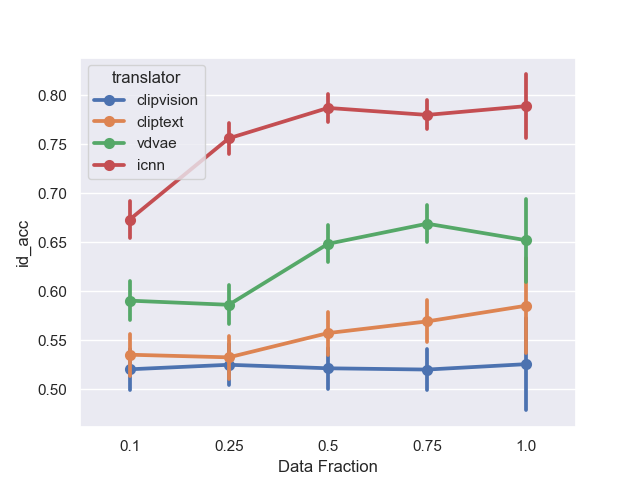 translator
clipvision
cliptext
vdvae
icnn
0.80
0.75
0.70
0.65
0.60
0.55
0.50
id_acc
0.1 0.25 0.5 0.75 1.0
Data Fraction